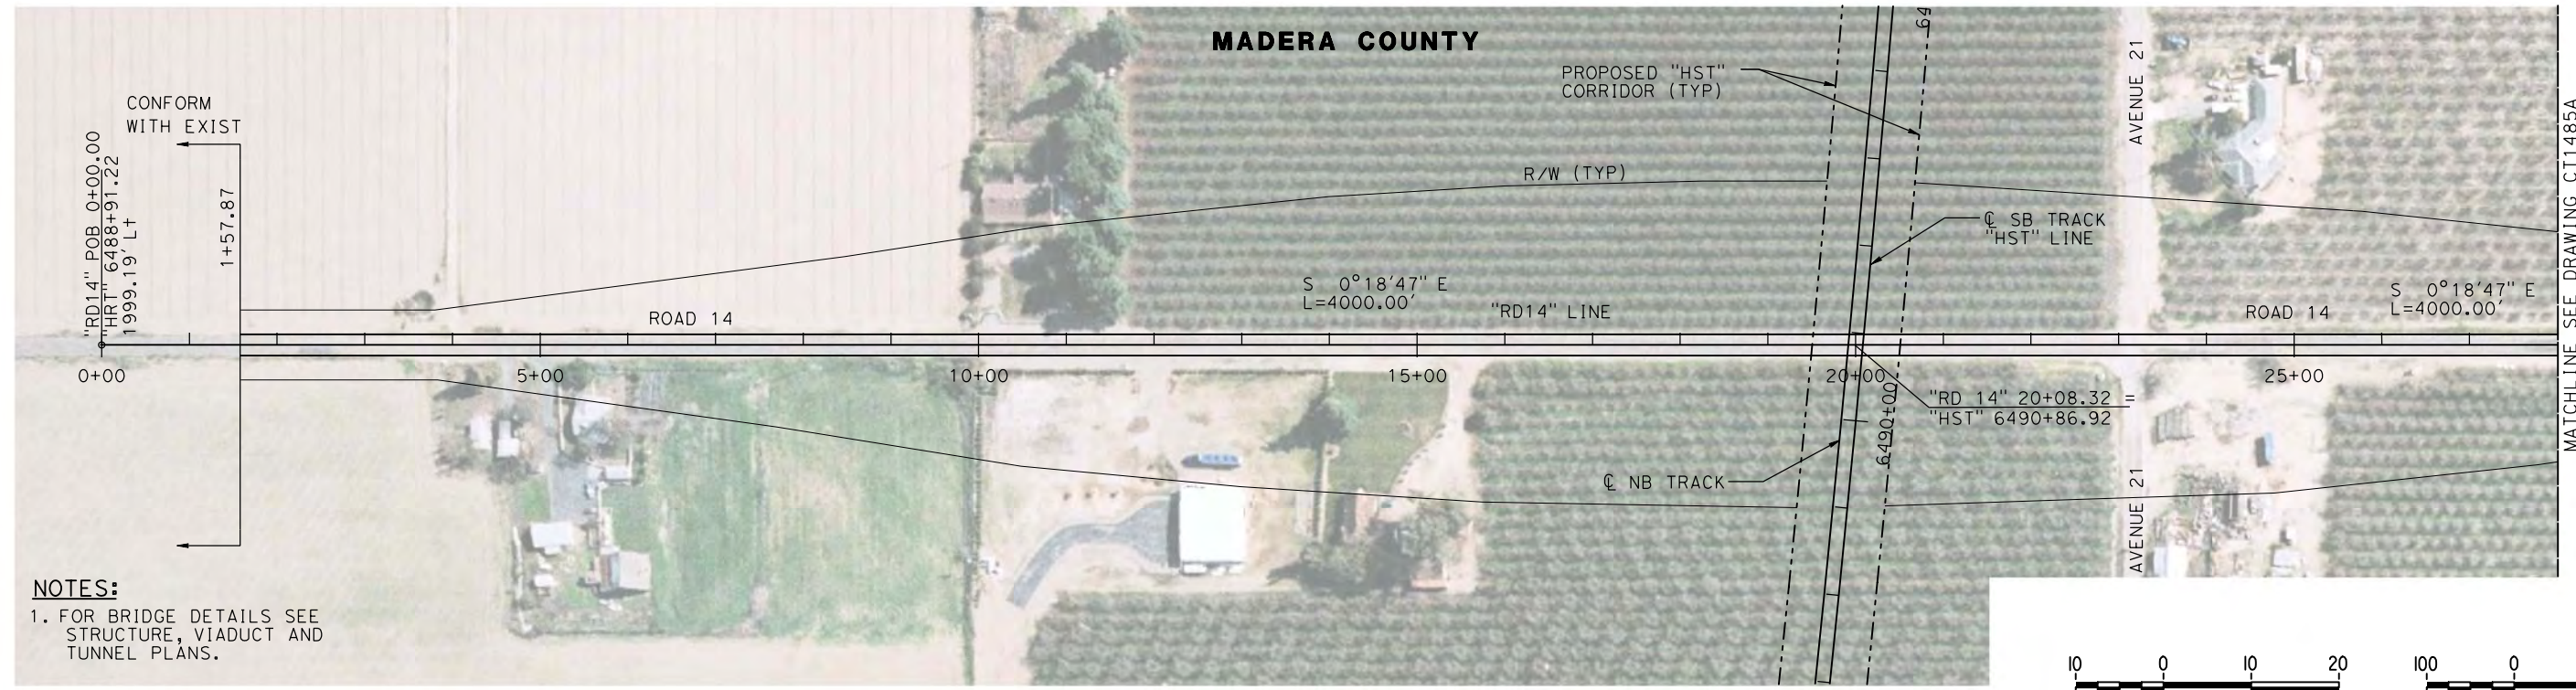 MADERA COUNTY
CONFORM
WITH EXIST
"RD14" POB 0+00.00
"HRT" 6488+91.22
1999.19' Lt
1+57.87
PROPOSED "HST"
CORRIDOR (TYP)
64
R/W (TYP)
AVENUE 21
℄ SB TRACK
"HST" LINE
S 0°18'47" E
L=4000.00'
ROAD 14
"RD14" LINE
ROAD 14
S 0°18'47" E
L=4000.00'
MATCHLINE SEE DRAWING CT1485A
0+00
5+00
10+00
15+00
20+00
25+00
"RD 14" 20+08.32 =
"HST" 6490+86.92
6490+00
℄ NB TRACK
AVENUE 21
NOTES:
1. FOR BRIDGE DETAILS SEE
STRUCTURE, VIADUCT AND
TUNNEL PLANS.
10 0 10 20
100 0